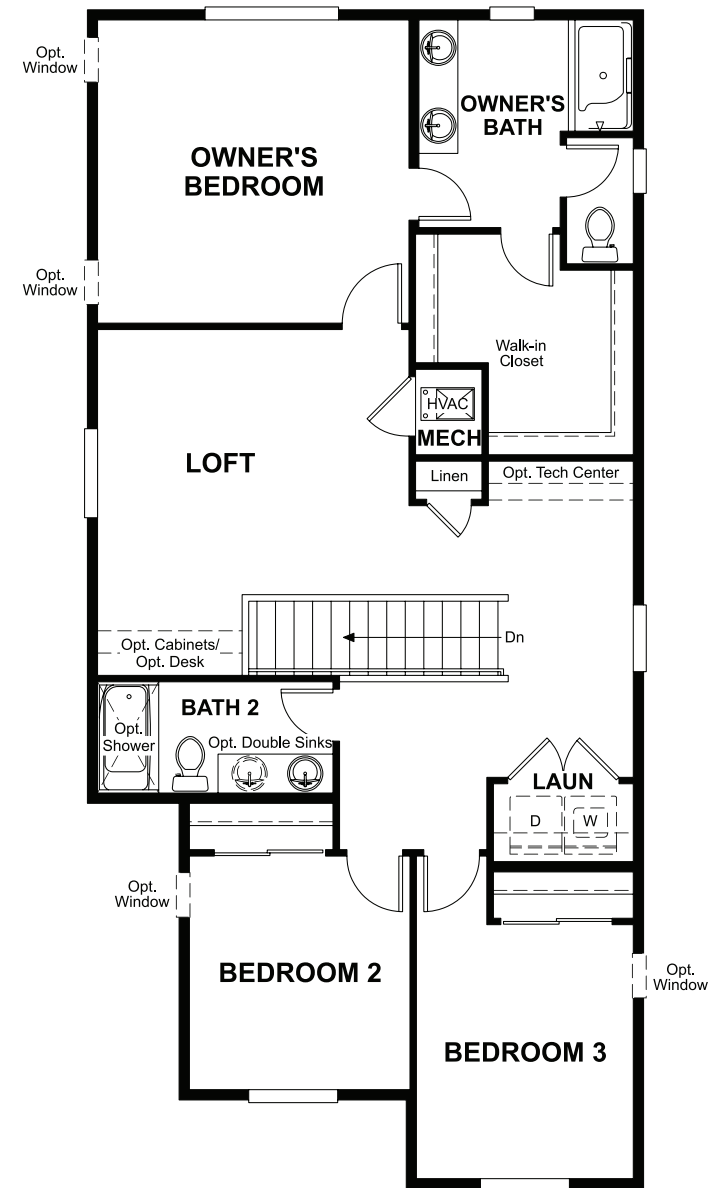 Opt.
Window
OWNER'S
BATH
OWNER'S
BEDROOM
Opt.
Window
Walk-in
Closet
HVAC
MECH
LOFT
Linen
Opt. Tech Center
Dn
Opt. Cabinets/
Opt. Desk
BATH 2
Opt.
Shower
Opt. Double Sinks
LAUN
D
W
Opt.
Window
BEDROOM 2
Opt.
Window
BEDROOM 3